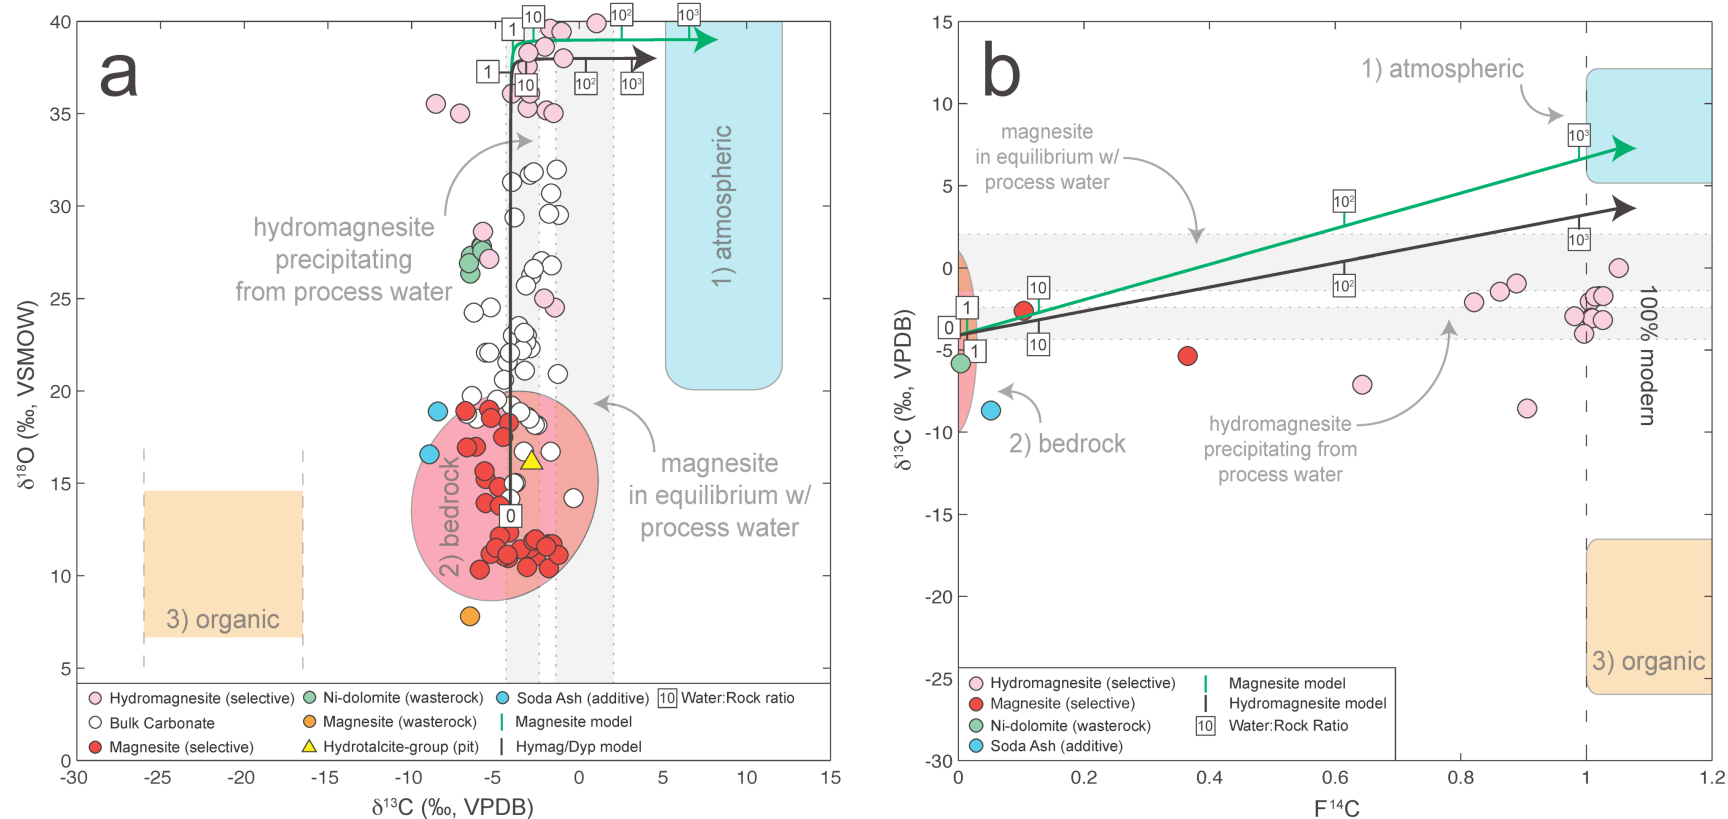 a
40
35
30
25
20
15
10
5
0
δ18O (‰, VSMOW)
-30
-25
-20
-15
-10
-5
0
5
10
15
δ13C (‰, VPDB)
1
10
10²
10³
1
10
10²
10³
0
hydromagnesite
precipitating
from process water
1) atmospheric
2) bedrock
magnesite
in equilibrium w/
process water
3) organic
Hydromagnesite (selective)
Ni-dolomite (wasterock)
Soda Ash (additive)
10 Water:Rock ratio
Bulk Carbonate
Magnesite (wasterock)
Magnesite model
Magnesite (selective)
Hydrotalcite-group (pit)
Hymag/Dyp model
b
15
10
5
0
-5
-10
-15
-20
-25
-30
δ13C (‰, VPDB)
0
0.2
0.4
0.6
0.8
1
1.2
F14C
1) atmospheric
magnesite
in equilibrium w/
process water
10³
10²
10
1
0
1
10
10²
10³
100% modern
2) bedrock
hydromagnesite
precipitating from
process water
3) organic
Hydromagnesite (selective)
Magnesite model
Magnesite (selective)
Hydromagnesite model
Ni-dolomite (wasterock)
10 Water:Rock Ratio
Soda Ash (additive)